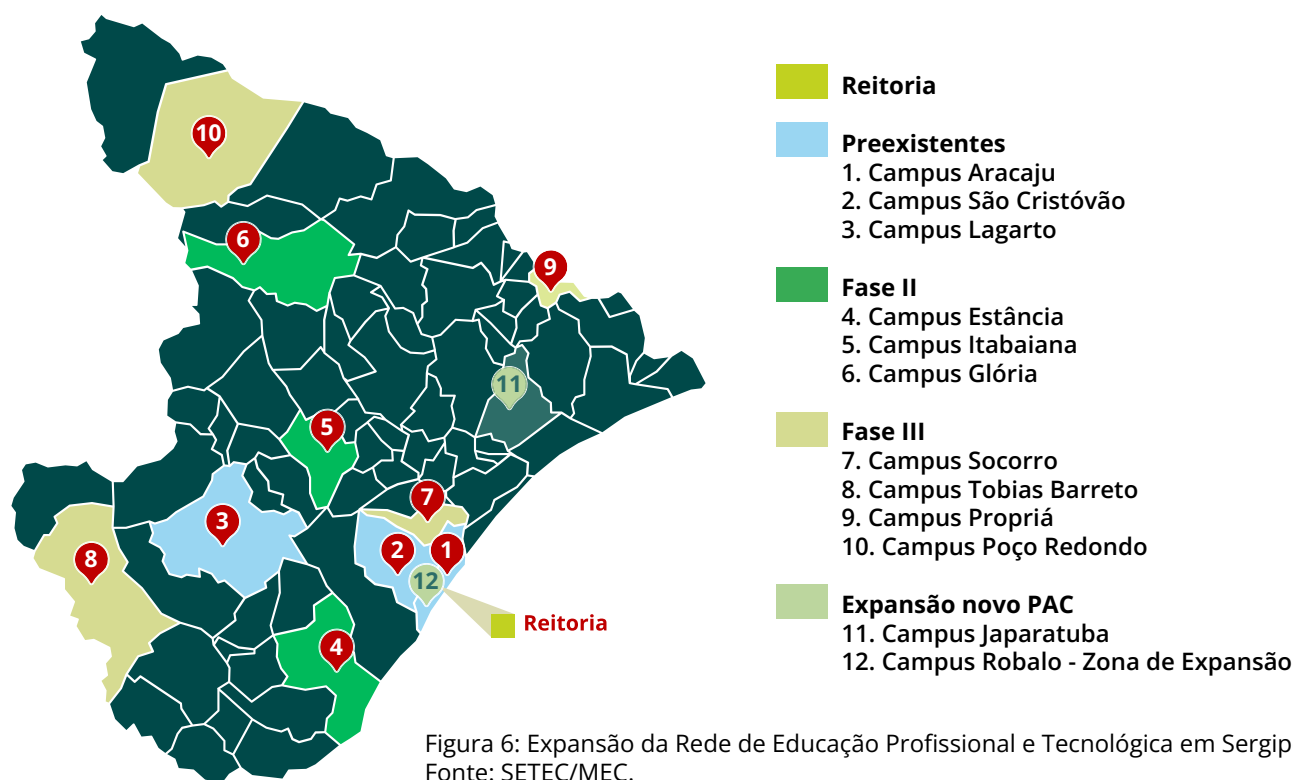 10
6
9
11
5
7
3
8
2
1
12
4
Reitoria
Reitoria
Preexistentes
1. Campus Aracaju
2. Campus São Cristóvão
3. Campus Lagarto
Fase II
4. Campus Estância
5. Campus Itabaiana
6. Campus Glória
Fase III
7. Campus Socorro
8. Campus Tobias Barreto
9. Campus Propriá
10. Campus Poço Redondo
Expansão novo PAC
11. Campus Japaratuba
12. Campus Robalo - Zona de Expansão
Figura 6: Expansão da Rede de Educação Profissional e Tecnológica em Sergip
Fonte: SETEC/MEC.